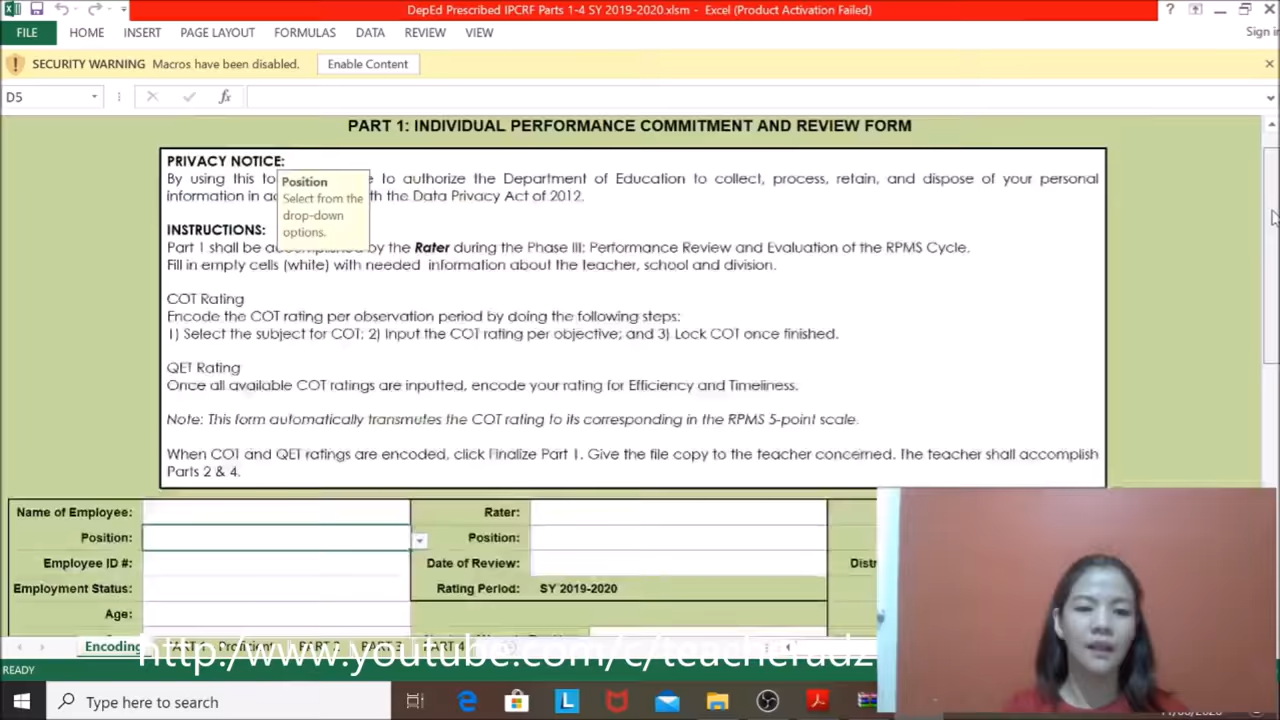 DepEd Prescribed IPCRF Parts 1-4 SY 2019-2020.xlsm - Excel (Product Activation Failed)
FILE HOME INSERT PAGE LAYOUT FORMULAS DATA REVIEW VIEW
Sign in
SECURITY WARNING Macros have been disabled. Enable Content
D5
fx
PART 1: INDIVIDUAL PERFORMANCE COMMITMENT AND REVIEW FORM
PRIVACY NOTICE:
By using this to to authorize the Department of Education to collect, process, retain, and dispose of your personal
information in the Data Privacy Act of 2012.
Position
Select from the
drop-down
options.
INSTRUCTIONS:
Part 1 shall be by the Rater during the Phase III: Performance Review and Evaluation of the RPMS Cycle.
Fill in empty cells (white) with needed information about the teacher, school and division.
COT Rating
Encode the COT rating per observation period by doing the following steps:
1) Select the subject for COT; 2) Input the COT rating per objective; and 3) Lock COT once finished.
QET Rating
Once all available COT ratings are inputted, encode your rating for Efficiency and Timeliness.
Note: This form automatically transmutes the COT rating to its corresponding in the RPMS 5-point scale.
When COT and QET ratings are encoded, click Finalize Part 1. Give the file copy to the teacher concerned. The teacher shall accomplish
Parts 2 & 4.
Name of Employee: Rater:
Position: Position:
Employee ID #: Date of Review: Distr
Employment Status: Rating Period: SY 2019-2020
Age:
Encoding PART 3 PART 4
http:/www.youtube.com/c/teacheradz
READY
Type here to search